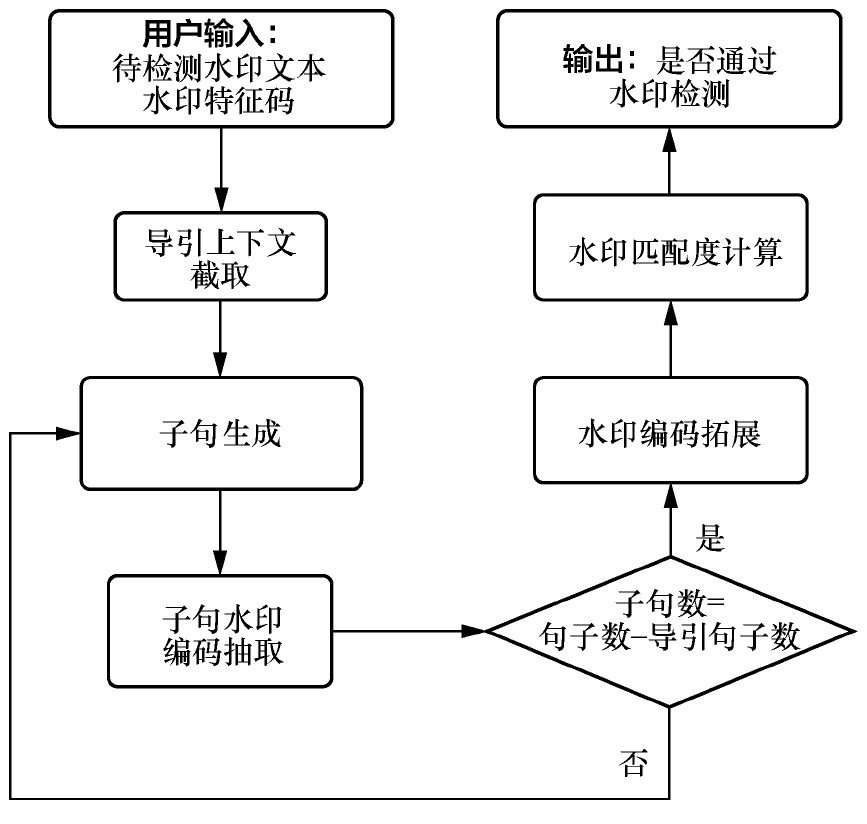 用户输入：
待检测水印文本
水印特征码
导引上下文
截取
子句生成
子句水印
编码抽取
子句数=
句子数-导引句子数
是
否
水印编码拓展
水印匹配度计算
输出：是否通过
水印检测